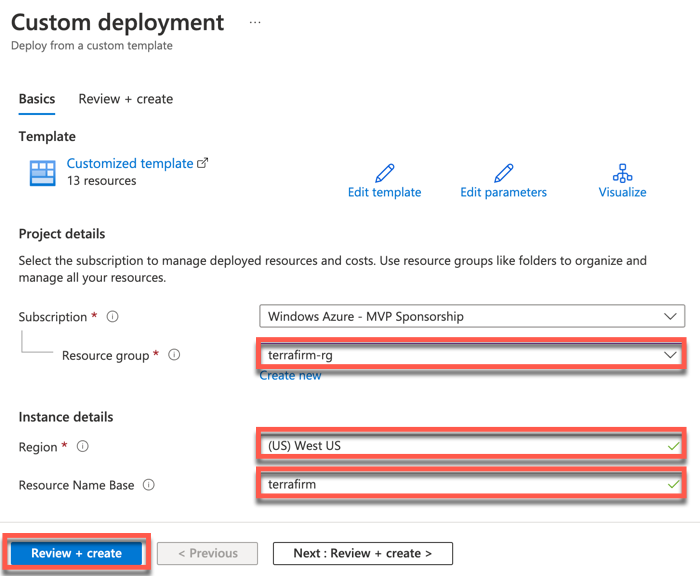 Custom deployment ...
Deploy from a custom template
Basics Review + create
Template
Customized template
13 resources
Edit template Edit parameters Visualize
Project details
Select the subscription to manage deployed resources and costs. Use resource groups like folders to organize and
manage all your resources.
Subscription * Windows Azure - MVP Sponsorship
Resource group * terrafirm-rg
Create new
Instance details
Region * (US) West US
Resource Name Base terrafirm
Review + create < Previous Next : Review + create >